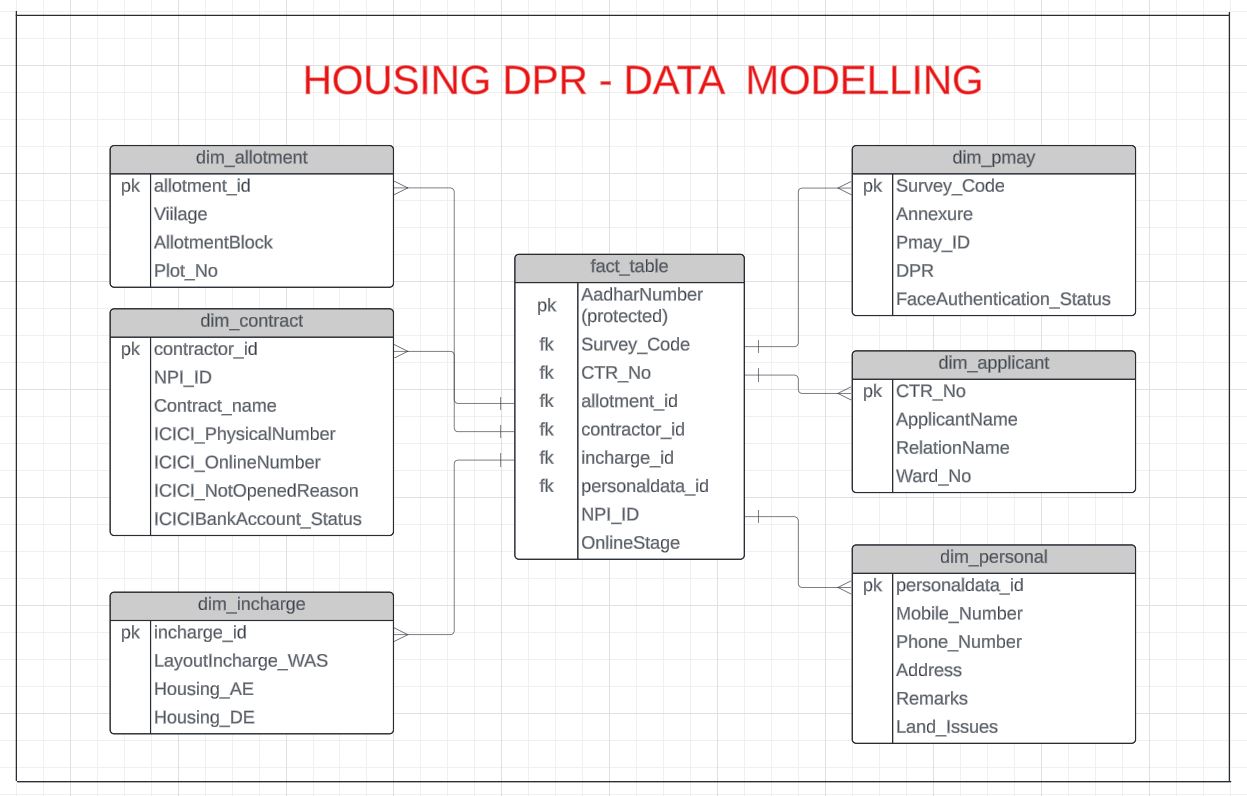 HOUSING DPR - DATA MODELLING
dim_allotment
pk allotment_id
Viilage
AllotmentBlock
Plot_No
dim_contract
pk contractor_id
NPI_ID
Contract_name
ICICI_PhysicalNumber
ICICI_OnlineNumber
ICICI_NotOpenedReason
ICICIBankAccount_Status
dim_incharge
pk incharge_id
LayoutIncharge_WAS
Housing_AE
Housing_DE
fact_table
pk AadharNumber
(protected)
fk Survey_Code
fk CTR_No
fk allotment_id
fk contractor_id
fk incharge_id
fk personaldata_id
NPI_ID
OnlineStage
dim_pmay
pk Survey_Code
Annexure
Pmay_ID
DPR
FaceAuthentication_Status
dim_applicant
pk CTR_No
ApplicantName
RelationName
Ward_No
dim_personal
pk personaldata_id
Mobile_Number
Phone_Number
Address
Remarks
Land_Issues